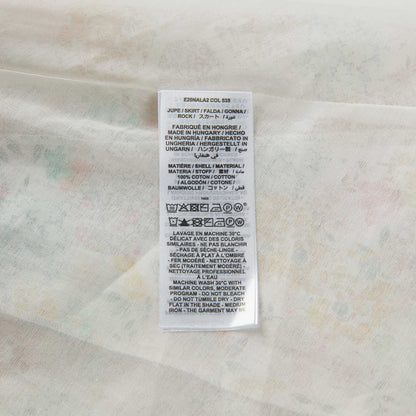 E20NALA2 COL 533
JUPE / SKIRT / FALDA / GONNA /
ROCK / スカート / تنورة
FABRIQUÉ EN HONGRIE /
MADE IN HUNGARY / HECHO
EN HUNGRÍA / FABBRICATO IN
UNGHERIA / HERGESTELLT IN
UNGARN / ハンガリー製 / صنع
في هنغاريا
MATIÈRE / SHELL / MATERIAL /
MATERIA / STOFF / 素材 / مادة
100% COTON / COTTON
/ ALGODÓN / COTONE /
BAUMWOLLE / コットン / قطن
LAVAGE EN MACHINE 30°C
DÉLICAT AVEC DES COLORIS
SIMILAIRES - NE PAS BLANCHIR
- PAS DE SÈCHE-LINGE -
SÉCHAGE À PLAT À L'OMBRE -
FER MODÉRÉ - NETTOYAGE À
SEC (TRAITEMENT MODÉRÉ) -
NETTOYAGE PROFESSIONNEL
À L'EAU
MACHINE WASH 30°C WITH
SIMILAR COLORS, MODERATE
PROGRAM - DO NOT BLEACH -
DO NOT TUMBLE DRY - DRY
FLAT IN THE SHADE - MEDIUM
IRON - THE GARMENT MAY BE